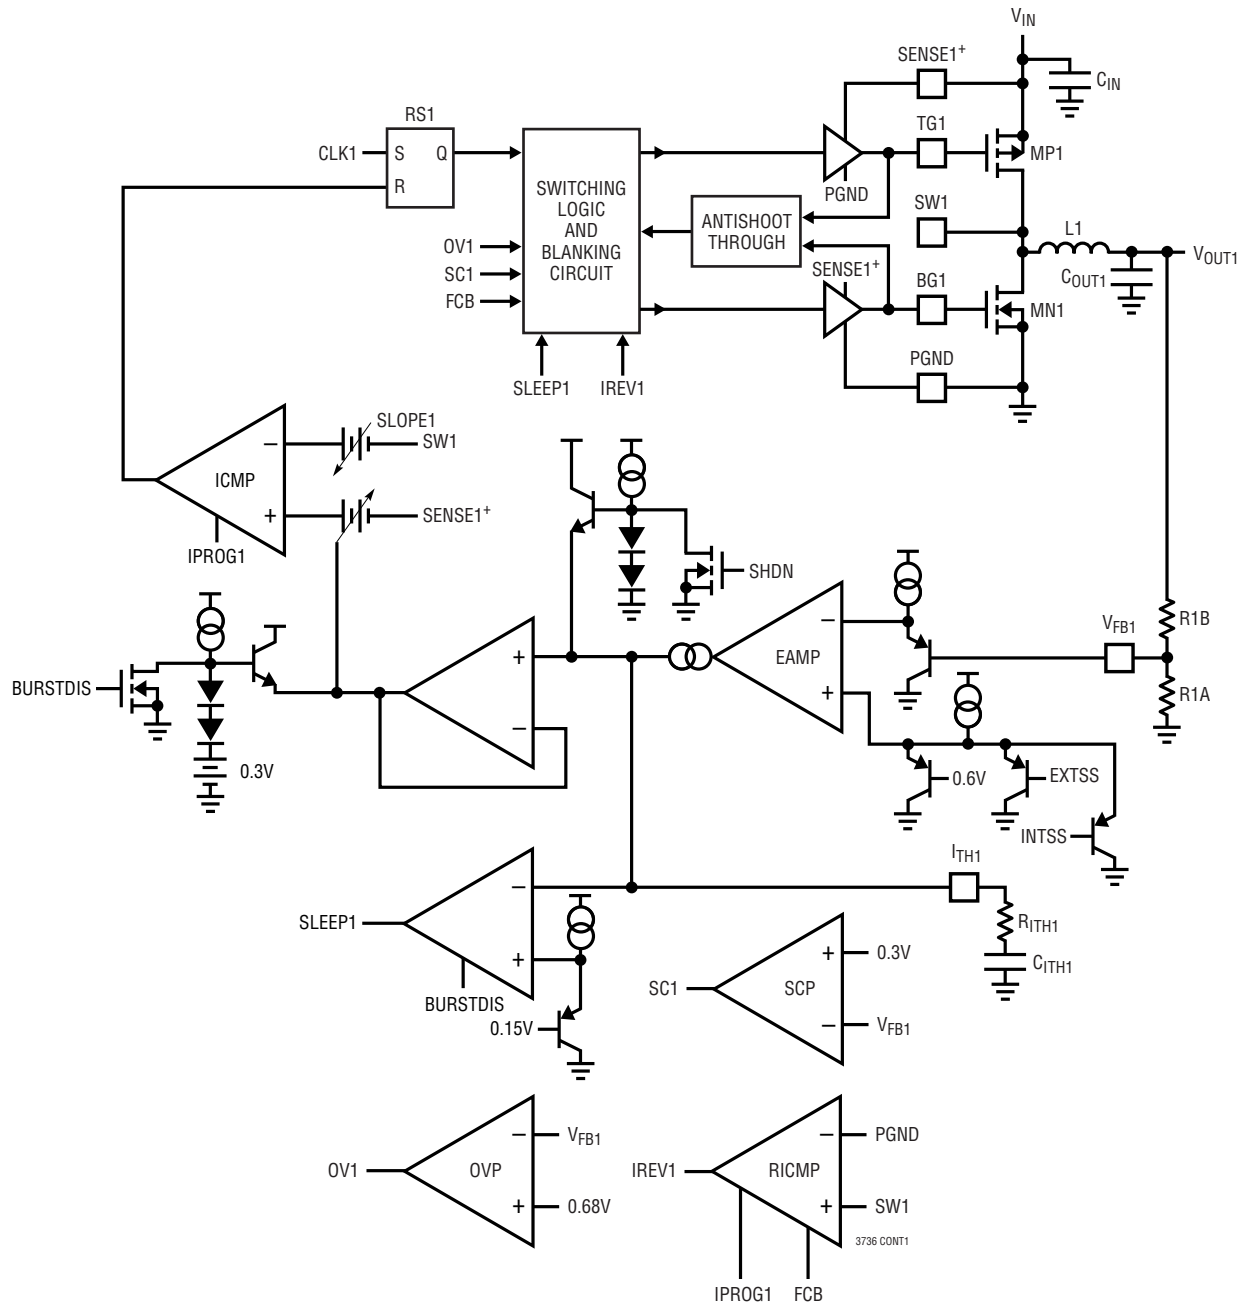 VIN
SENSE1+
CIN
RS1
TG1
CLK1
S
Q
R
MP1
PGND
SWITCHING
LOGIC
AND
BLANKING
CIRCUIT
ANTISHOOT
THROUGH
SW1
L1
OV1
SC1
FCB
SENSE1+
BG1
COUT1
VOUT1
MN1
PGND
SLEEP1
IREV1
SLOPE1
–
SW1
ICMP
+
SENSE1+
IPROG1
SHDN
–
EAMP
+
VFB1
R1B
R1A
BURSTDIS
+
–
0.3V
0.6V
EXTSS
INTSS
ITH1
–
SLEEP1
+
RITH1
CITH1
BURSTDIS
0.15V
+
0.3V
SC1
SCP
–
VFB1
–
VFB1
OV1
OVP
+
0.68V
–
PGND
IREV1
RICMP
+
SW1
3736 CONT1
IPROG1
FCB